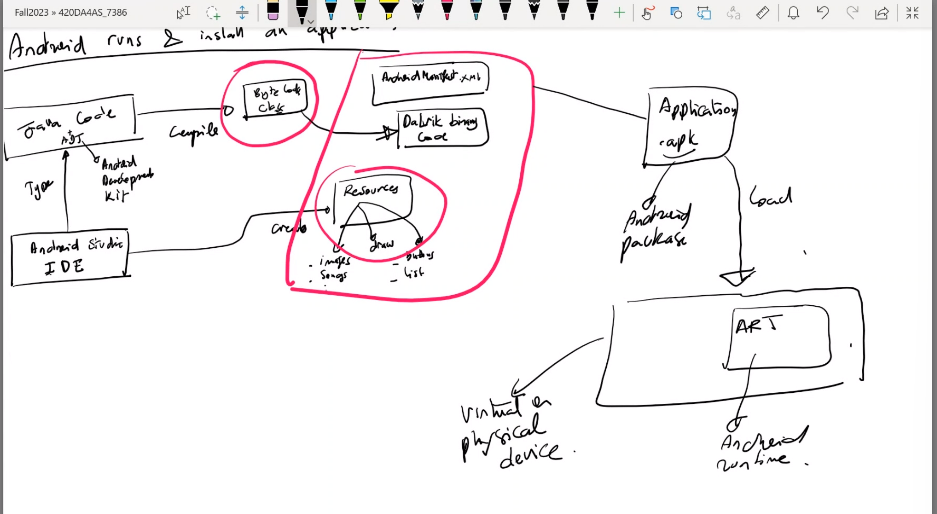 Fall2023 » 420DA4AS_7386
Android runs & install an
Java Code
Android
Development
Kit
Type
Android Studio
IDE
Compile
Byte Code
Class
AndroidManifest.xml
Dalvik binary
Code
Resources
create
images
songs
draw
list
Application
.apk
Android
package
Load
ART
Virtual or
physical
device.
Android
runtime.